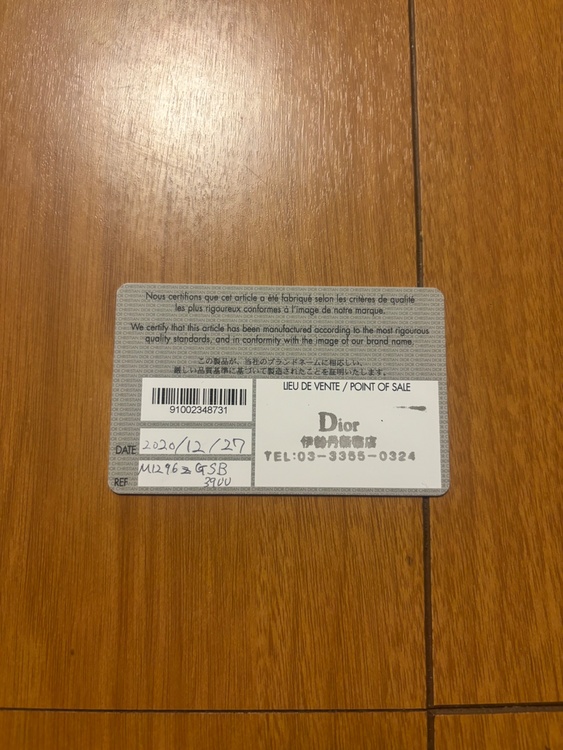 Nous certifions que cet article a été fabriqué selon les critères de qualité
les plus rigoureux conformes à l'image de notre marque.
We certify that this article has been manufactured according to the most rigourous
quality standards, and in conformity with the image of our brand name.
この製品が、当社のブランドネームに相応しい、
厳しい品質基準に基づいて製造されたことを証明いたします。
91002348731
DATE 2020/12/27
REF M1296 GSB
3900
LIEU DE VENTE / POINT OF SALE
Dior
伊勢丹新宿店
TEL:03-3355-0324